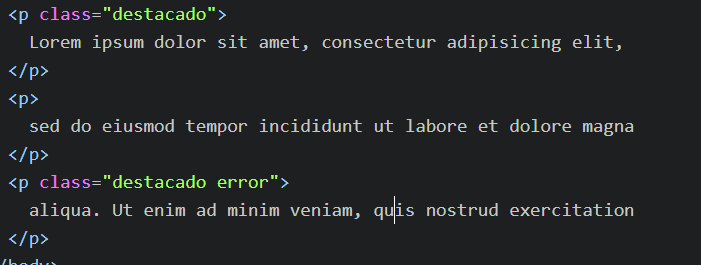 <p class="destacado">
Lorem ipsum dolor sit amet, consectetur adipisicing elit,
</p>
<p>
sed do eiusmod tempor incididunt ut labore et dolore magna
</p>
<p class="destacado error">
aliqua. Ut enim ad minim veniam, quis nostrud exercitation
</p>
/body>